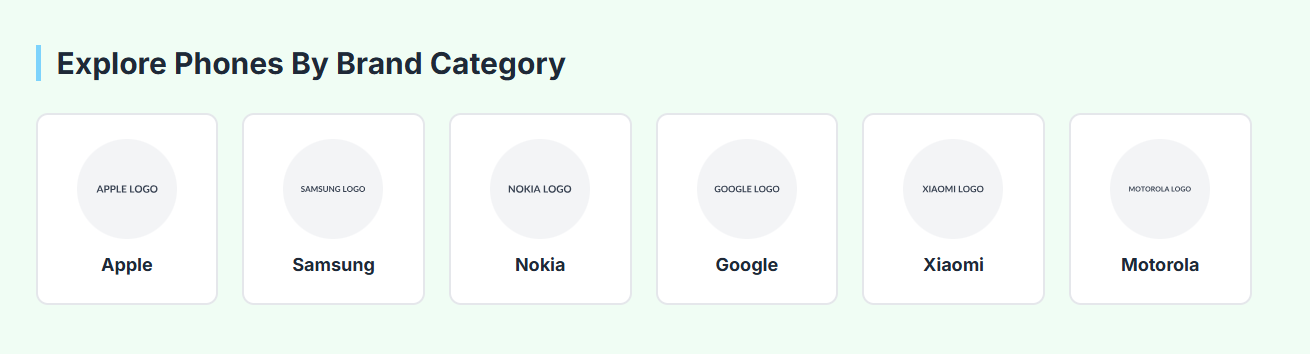 Explore Phones By Brand Category
APPLE LOGO
SAMSUNG LOGO
NOKIA LOGO
GOOGLE LOGO
XIAOMI LOGO
MOTOROLA LOGO
Apple
Samsung
Nokia
Google
Xiaomi
Motorola